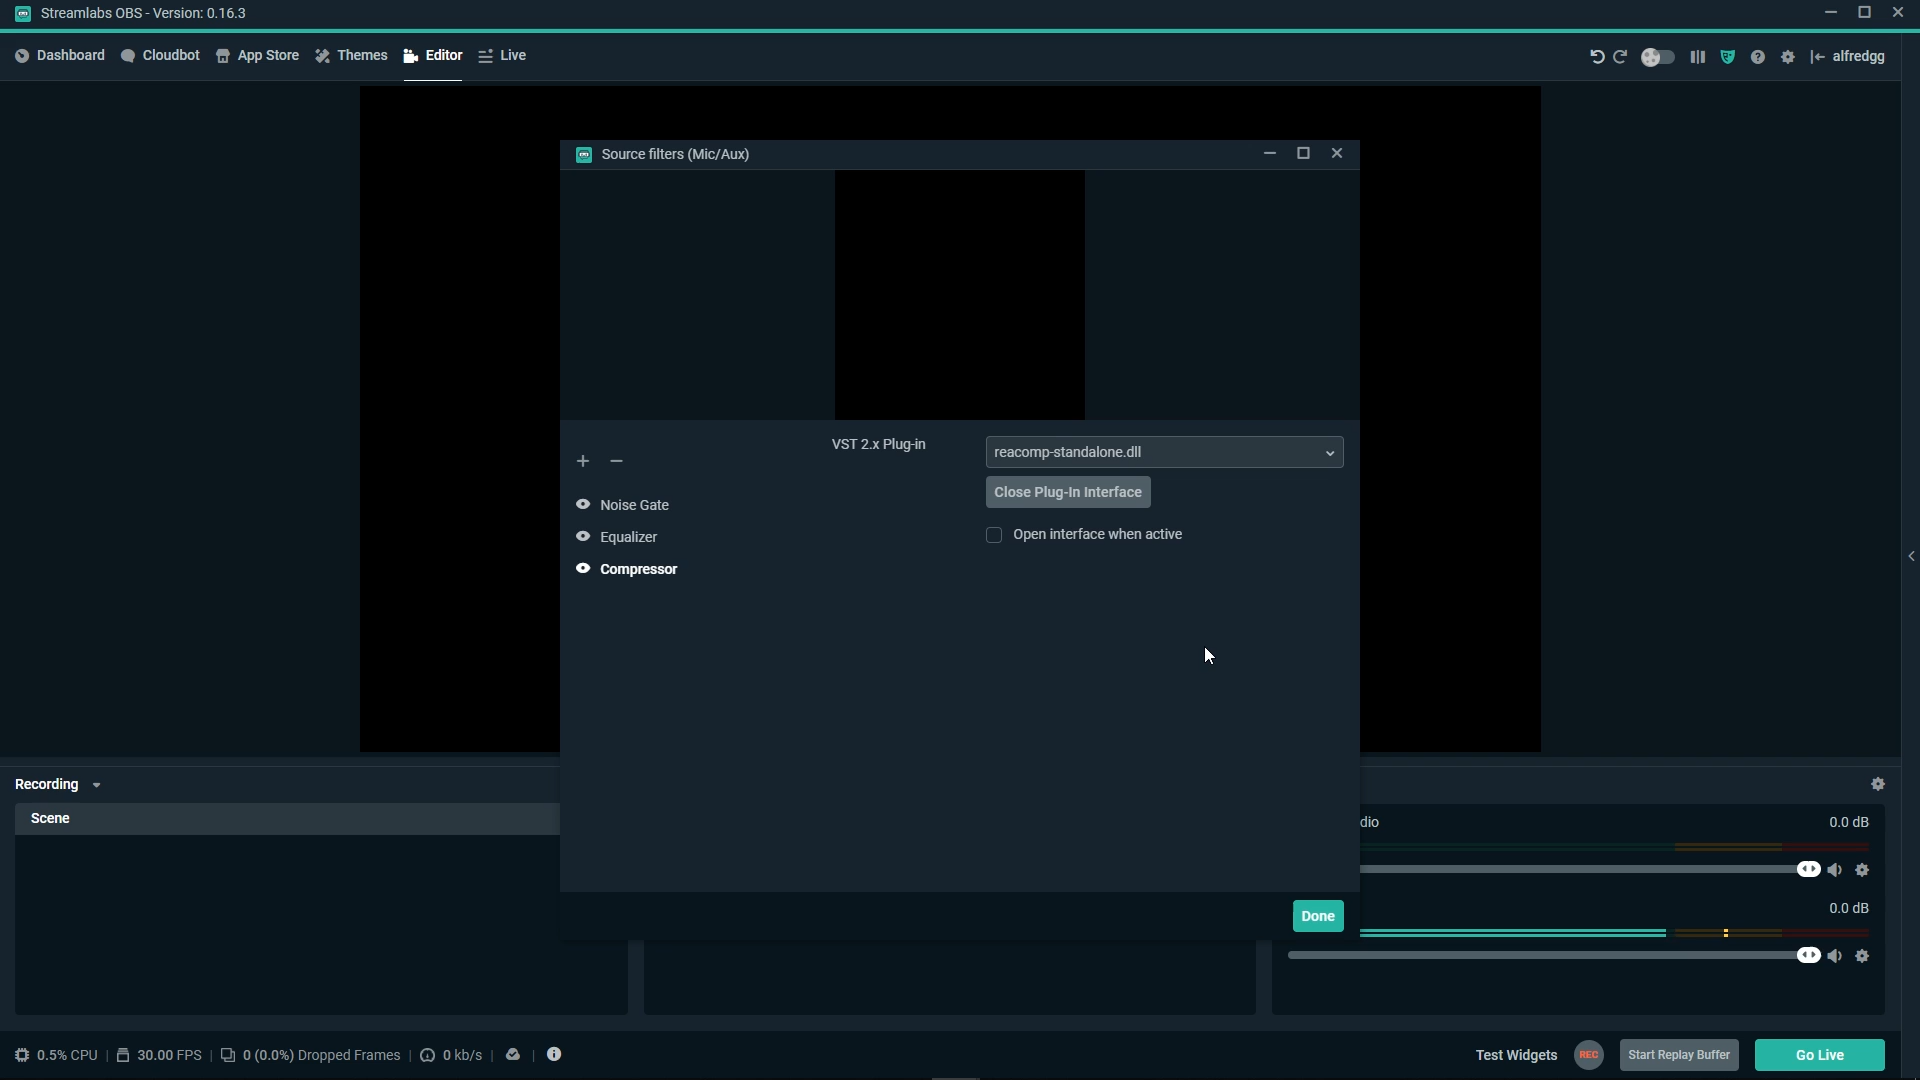 Streamlabs OBS - Version: 0.16.3
Dashboard
Cloudbot
App Store
Themes
Editor
Live
alfredgg
Source filters (Mic/Aux)
VST 2.x Plug-in
reacomp-standalone.dll
Close Plug-In Interface
Open interface when active
Noise Gate
Equalizer
Compressor
Done
Recording
Scene
dio
0.0 dB
0.0 dB
0.5% CPU
30.00 FPS
0 (0.0%) Dropped Frames
0 kb/s
Test Widgets
REC
Start Replay Buffer
Go Live